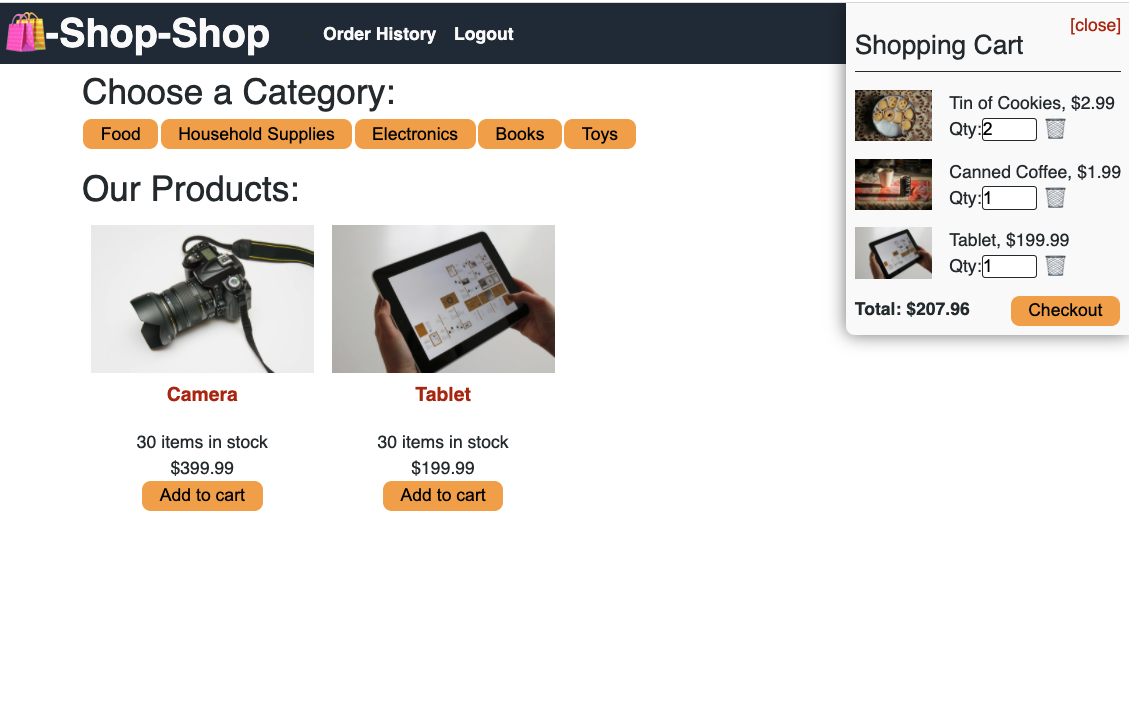 -Shop-Shop
Order History Logout
Choose a Category:
Food Household Supplies Electronics Books Toys
Our Products:
Camera
30 items in stock
$399.99
Add to cart
Tablet
30 items in stock
$199.99
Add to cart
[close]
Shopping Cart
Tin of Cookies, $2.99
Qty:2
Canned Coffee, $1.99
Qty:1
Tablet, $199.99
Qty:1
Total: $207.96 Checkout